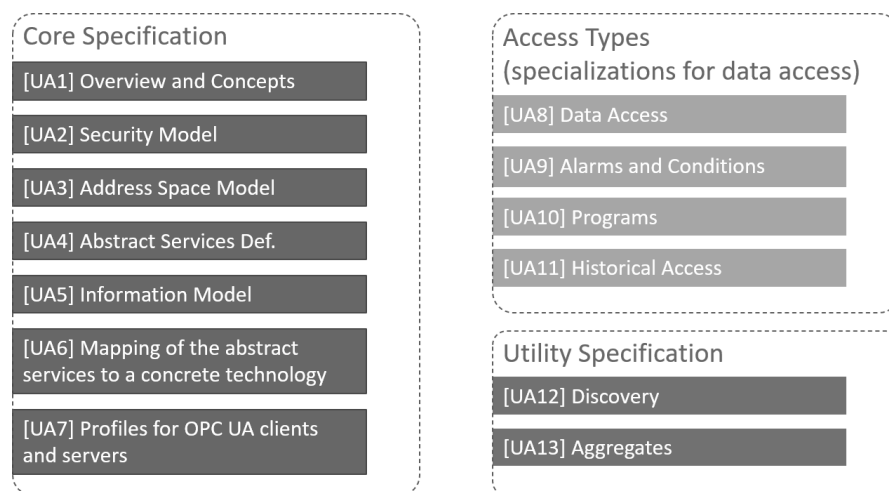 Core Specification
[UA1] Overview and Concepts
[UA2] Security Model
[UA3] Address Space Model
[UA4] Abstract Services Def.
[UA5] Information Model
[UA6] Mapping of the abstract
services to a concrete technology
[UA7] Profiles for OPC UA clients
and servers
Access Types
(specializations for data access)
[UA8] Data Access
[UA9] Alarms and Conditions
[UA10] Programs
[UA11] Historical Access
Utility Specification
[UA12] Discovery
[UA13] Aggregates